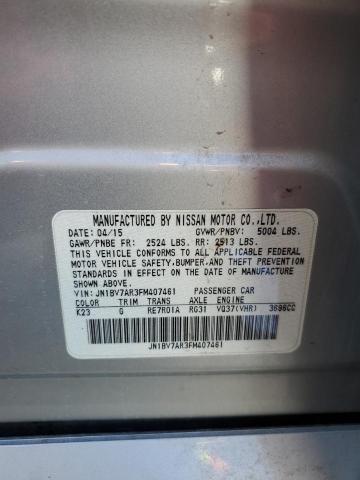 MANUFACTURED BY NISSAN MOTOR CO.,LTD.
DATE: 04/15 GVWR/PNBV: 5004 LBS.
GAWR/PNBE FR: 2524 LBS. RR: 2513 LBS.
THIS VEHICLE CONFORMS TO ALL APPLICABLE FEDERAL
MOTOR VEHICLE SAFETY,BUMPER,AND THEFT PREVENTION
STANDARDS IN EFFECT ON THE DATE OF MANUFACTURE
SHOWN ABOVE.
VIN: JN1BV7AR3FM407461 PASSENGER CAR
COLOR TRIM TRANS AXLE ENGINE
K23 G RE7R01A RG31 VQ37(VHR) 3696CC
JN1BV7AR3FM407461